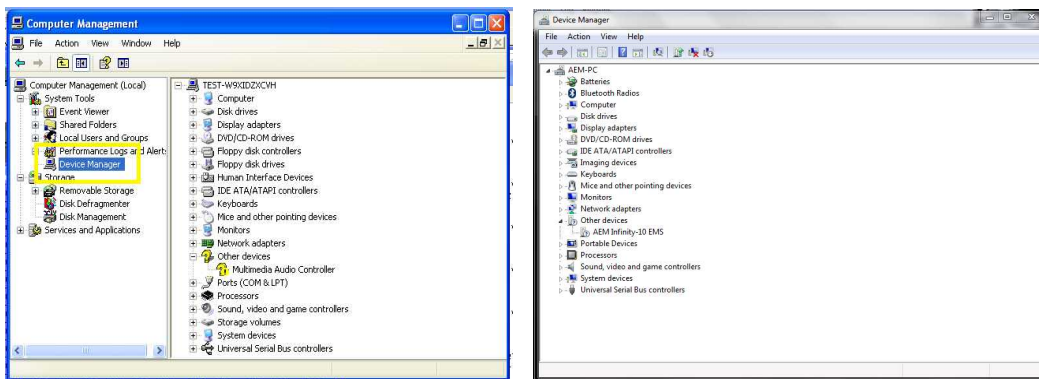 Computer Management
File Action View Window Help
Computer Management (Local)
System Tools
Event Viewer
Shared Folders
Local Users and Groups
Performance Logs and Alert
Device Manager
Storage
Removable Storage
Disk Defragmenter
Disk Management
Services and Applications
TEST-W9XIDZXCVH
Computer
Disk drives
Display adapters
DVD/CD-ROM drives
Floppy disk controllers
Floppy disk drives
Human Interface Devices
IDE ATA/ATAPI controllers
Keyboards
Mice and other pointing devices
Monitors
Network adapters
Other devices
Multimedia Audio Controller
Ports (COM & LPT)
Processors
Sound, video and game controllers
Storage volumes
System devices
Universal Serial Bus controllers
Device Manager
File Action View Help
AEM-PC
Batteries
Bluetooth Radios
Computer
Disk drives
Display adapters
DVD/CD-ROM drives
IDE ATA/ATAPI controllers
Imaging devices
Keyboards
Mice and other pointing devices
Monitors
Network adapters
Other devices
AEM Infinity-10 EMS
Portable Devices
Processors
Sound, video and game controllers
System devices
Universal Serial Bus controllers